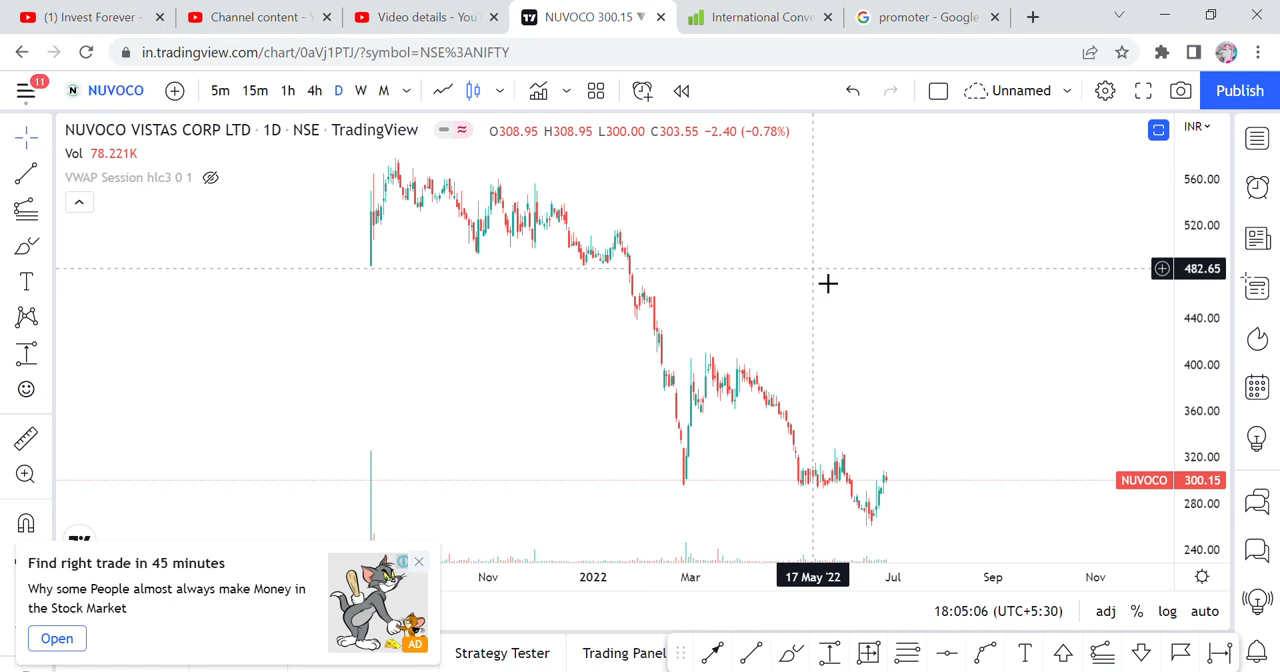 (1) Invest Forever -
Channel content -
Video details - YouT
NUVOCO 300.15 ▼
International Conve
promoter - Google
in.tradingview.com/chart/0aVj1PTJ/?symbol=NSE%3ANIFTY
11
N NUVOCO
5m 15m 1h 4h D W M
Unnamed
Publish
NUVOCO VISTAS CORP LTD · 1D · NSE · TradingView
O308.95 H308.95 L300.00 C303.55 −2.40 (−0.78%)
INR
Vol 78.221K
VWAP Session hlc3 0 1
560.00
520.00
482.65
440.00
400.00
360.00
320.00
NUVOCO 300.15
280.00
240.00
Nov 2022 Mar 17 May '22 Jul Sep Nov
Find right trade in 45 minutes
Why some People almost always make Money in
the Stock Market
AD
Open
18:05:06 (UTC+5:30) adj % log auto
Strategy Tester Trading Panel